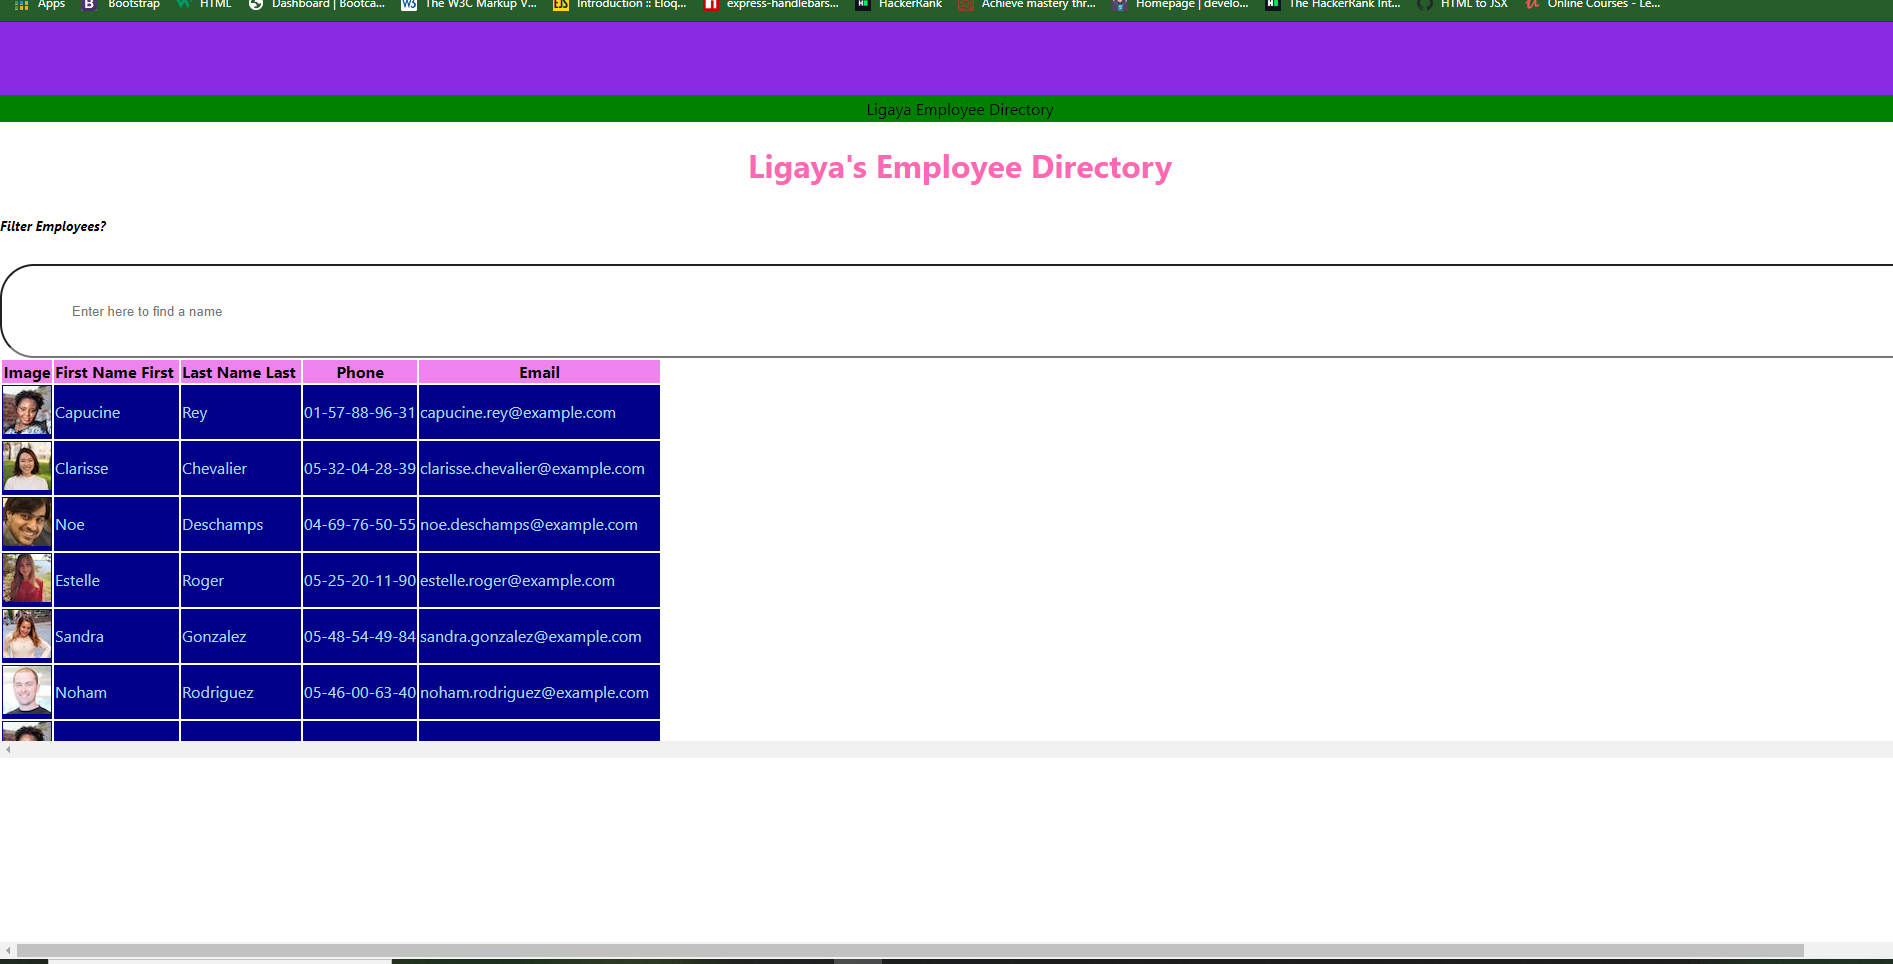 Apps Bootstrap HTML Dashboard | Bootca... The W3C Markup V... Introduction :: Eloq... express-handlebars... HackerRank Achieve mastery thr... Homepage | develo... The HackerRank Int... HTML to JSX Online Courses - Le...
Ligaya Employee Directory
Ligaya's Employee Directory
Filter Employees?
Enter here to find a name
Image First Name First Last Name Last Phone Email
Capucine Rey 01-57-88-96-31 capucine.rey@example.com
Clarisse Chevalier 05-32-04-28-39 clarisse.chevalier@example.com
Noe Deschamps 04-69-76-50-55 noe.deschamps@example.com
Estelle Roger 05-25-20-11-90 estelle.roger@example.com
Sandra Gonzalez 05-48-54-49-84 sandra.gonzalez@example.com
Noham Rodriguez 05-46-00-63-40 noham.rodriguez@example.com